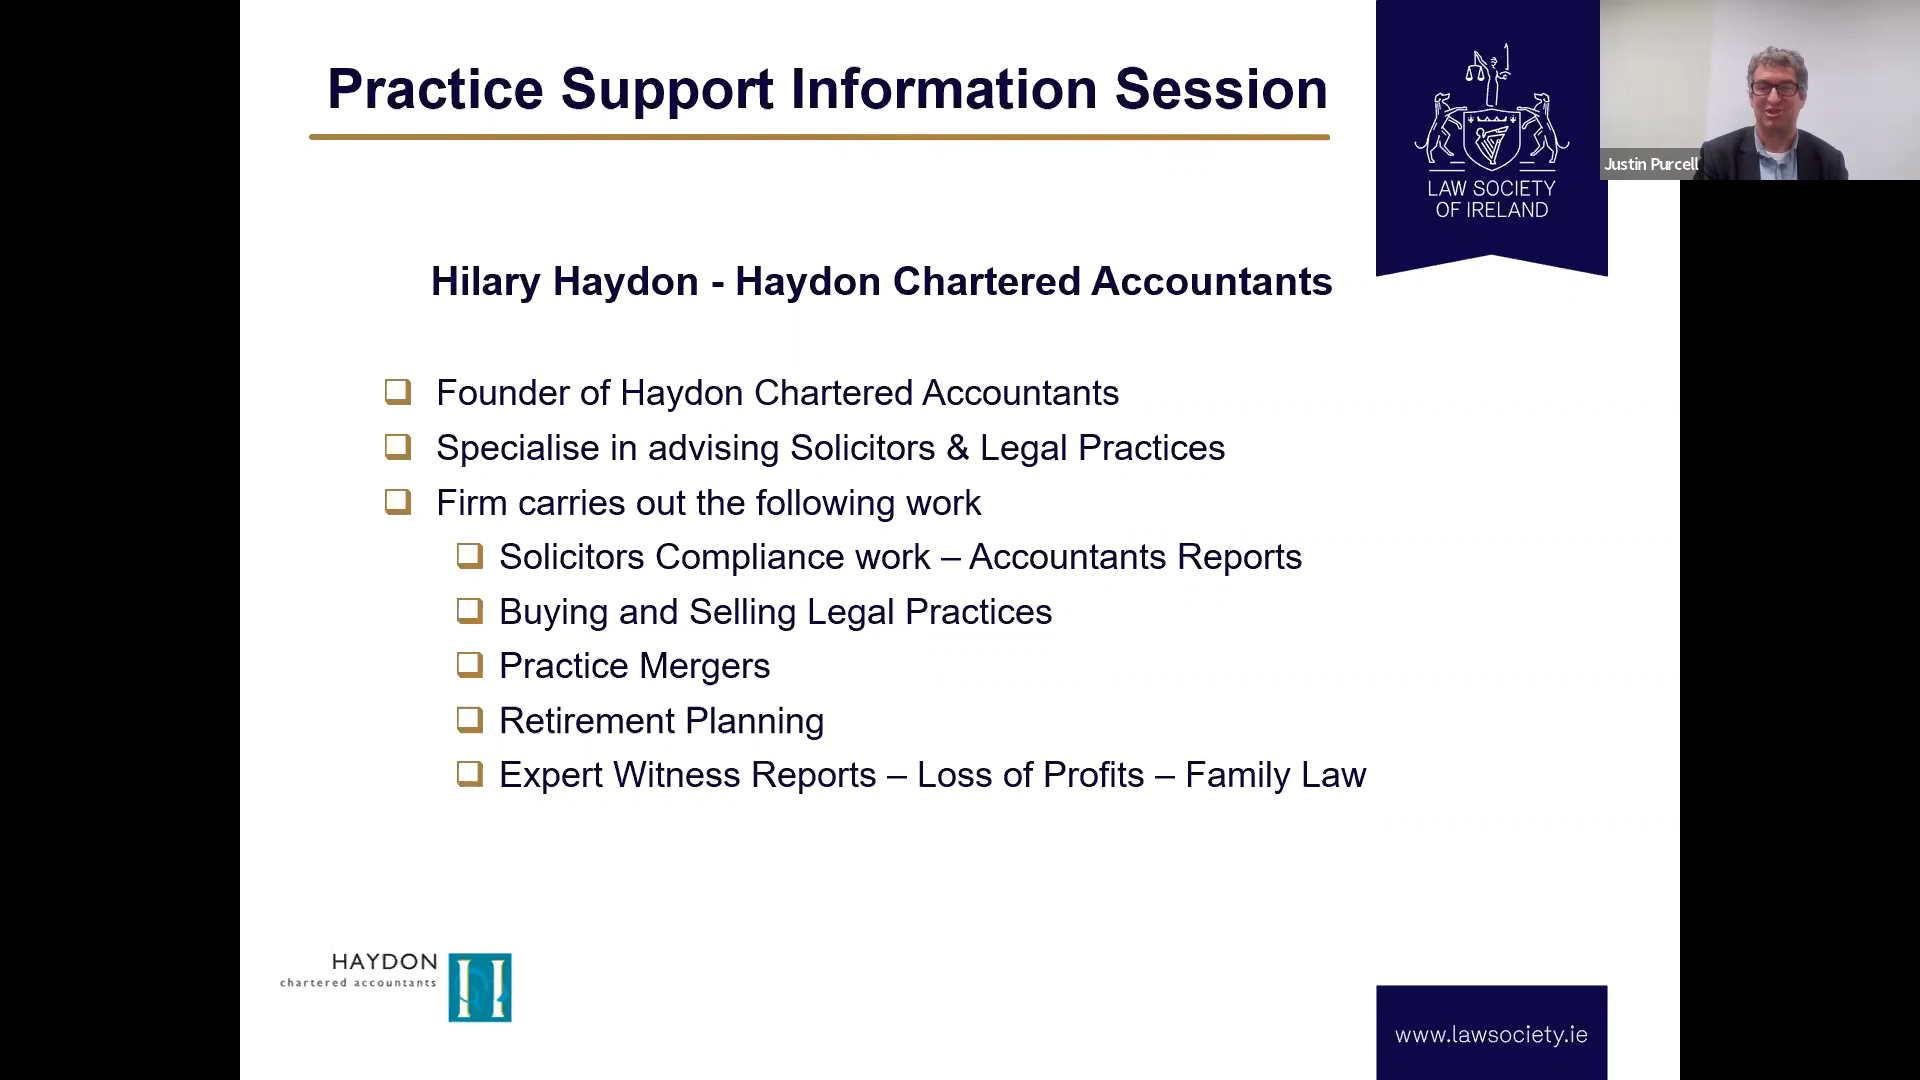 Practice Support Information Session
LAW SOCIETY
OF IRELAND
Justin Purcell
Hilary Haydon - Haydon Chartered Accountants
Founder of Haydon Chartered Accountants
Specialise in advising Solicitors & Legal Practices
Firm carries out the following work
Solicitors Compliance work – Accountants Reports
Buying and Selling Legal Practices
Practice Mergers
Retirement Planning
Expert Witness Reports – Loss of Profits – Family Law
HAYDON
chartered accountants
H
www.lawsociety.ie